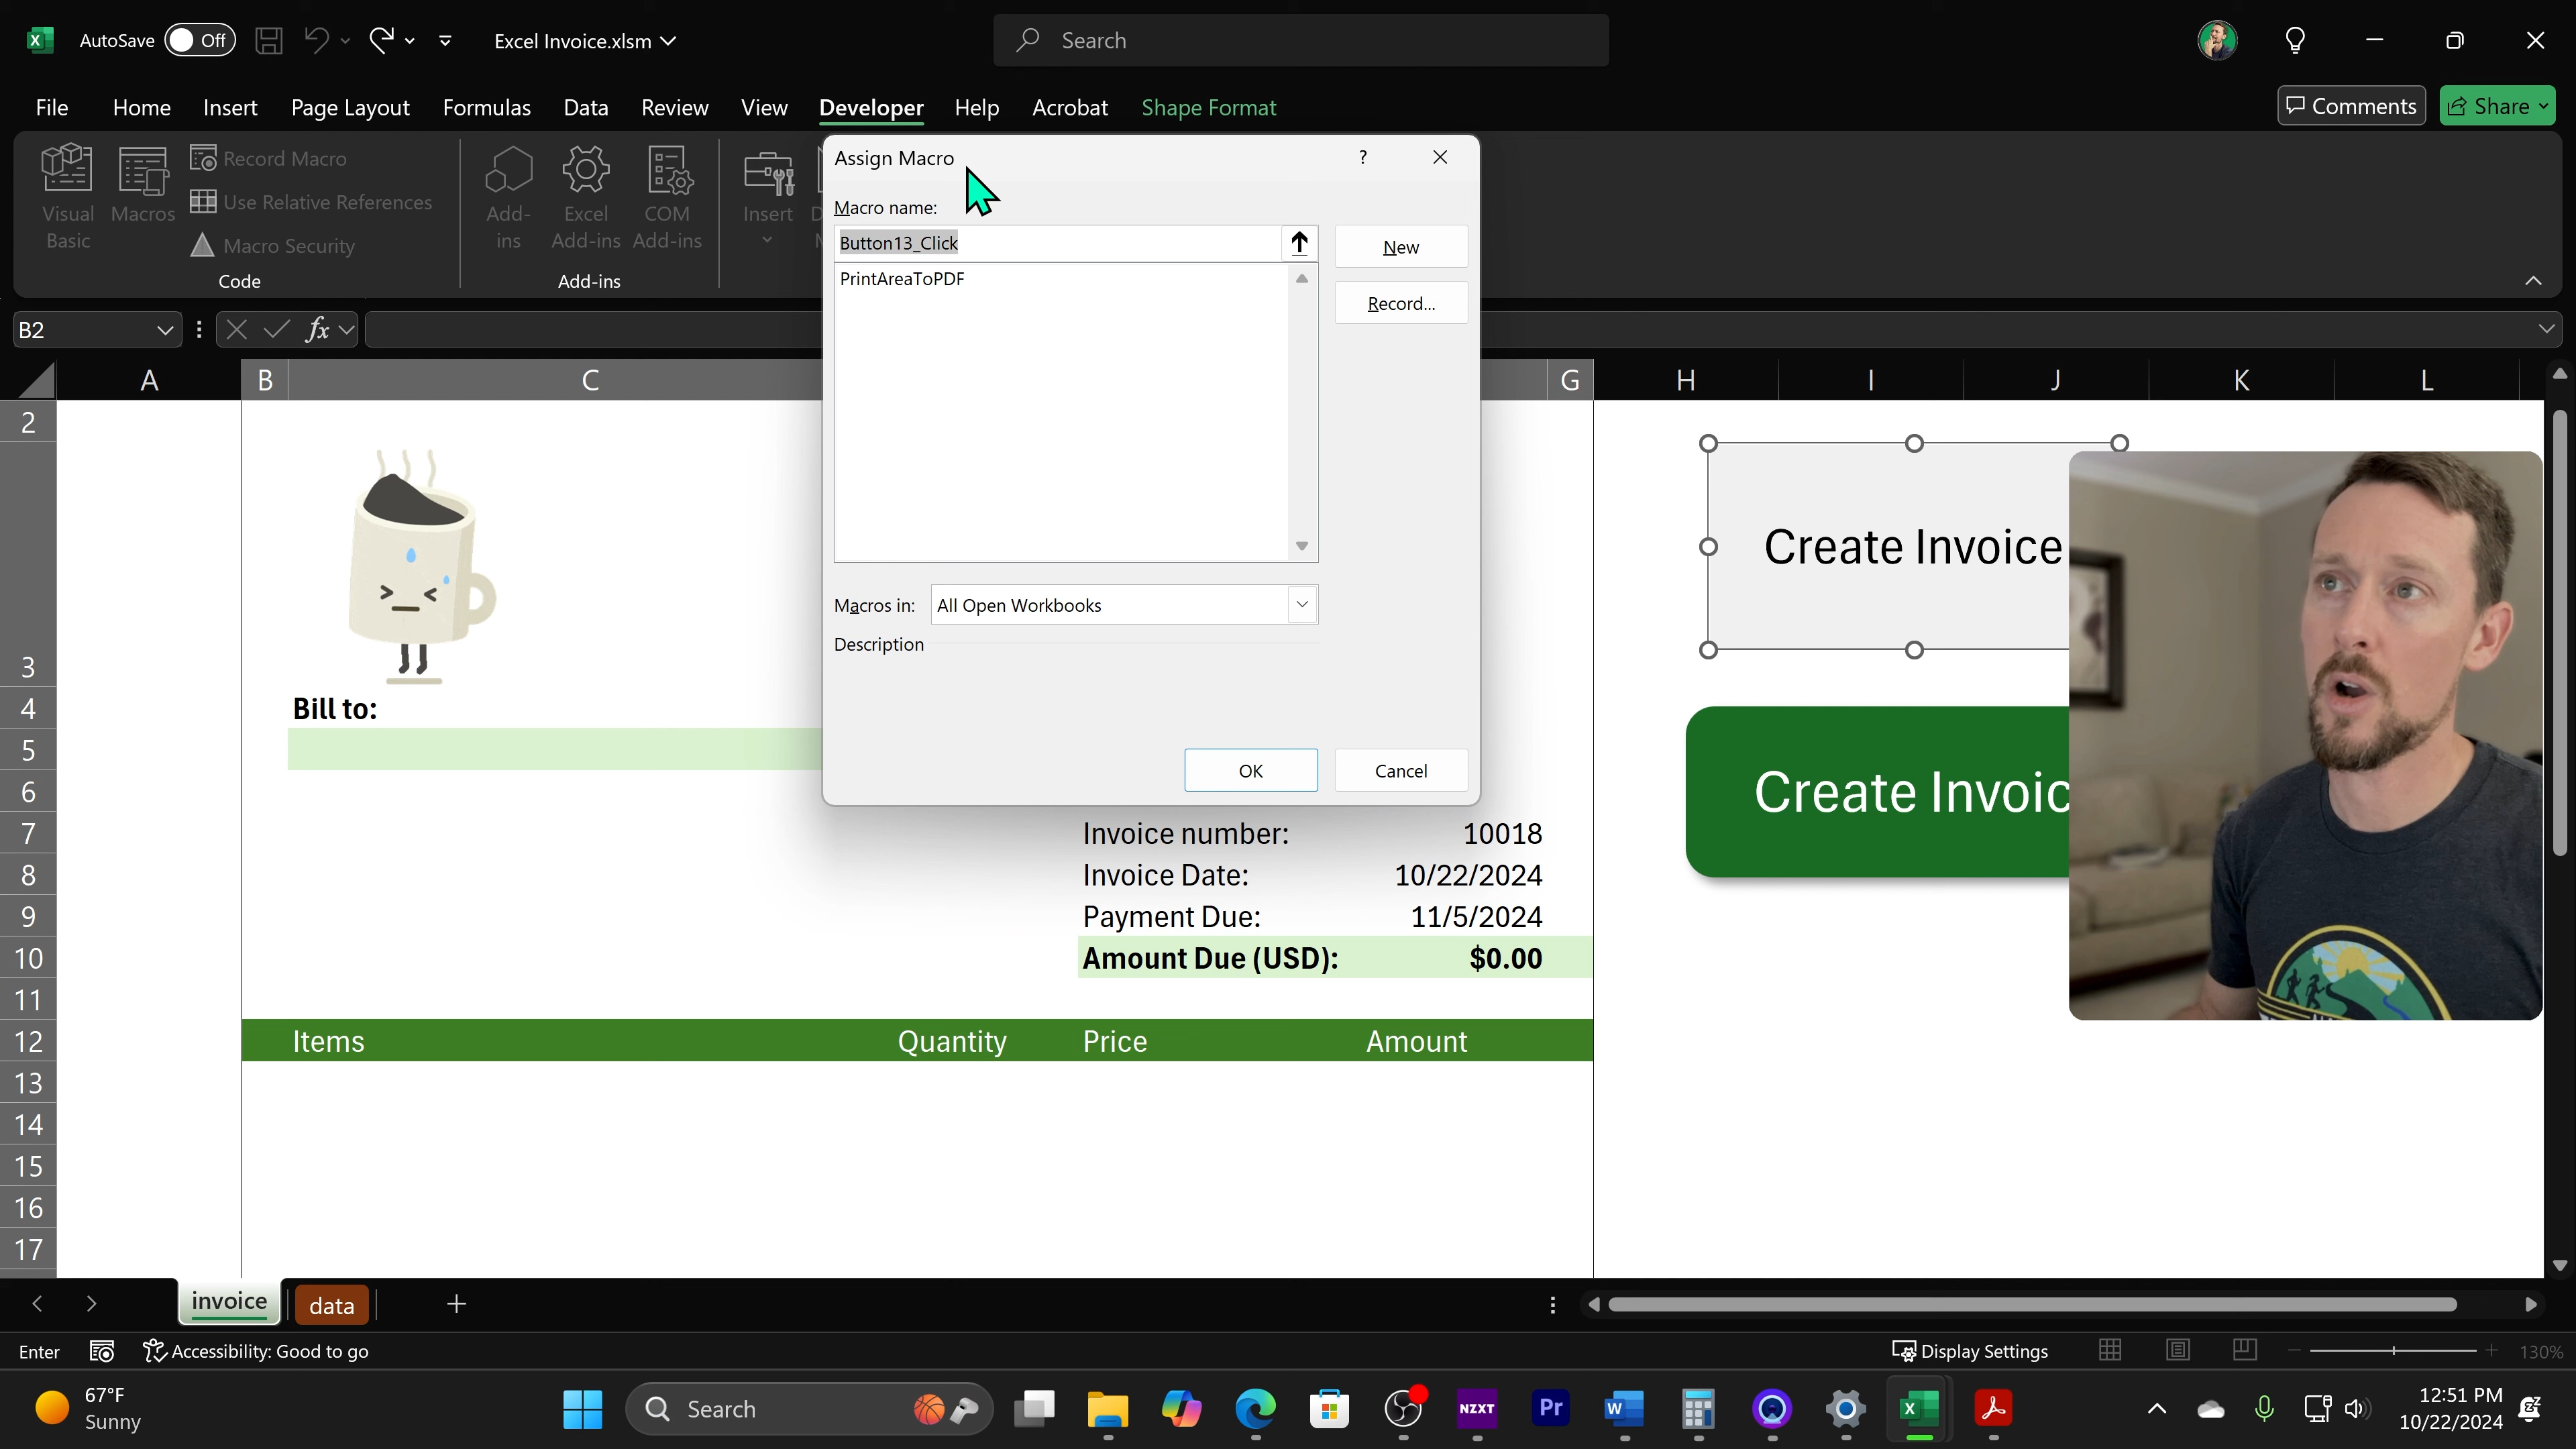 AutoSave Off Excel Invoice.xlsm Search
File Home Insert Page Layout Formulas Data Review View Developer Help Acrobat Shape Format Comments Share
Visual Basic
Macros
Record Macro
Use Relative References
Macro Security
Code
Add-ins
Excel Add-ins
COM Add-ins
Add-ins
Insert
Assign Macro ?
Macro name:
Button13_Click
PrintAreaToPDF
New
Record...
Macros in: All Open Workbooks
Description
OK Cancel
B2 fx
A B C G H I J K L
2
3
4 Bill to:
5
6
7 Invoice number: 10018
8 Invoice Date: 10/22/2024
9 Payment Due: 11/5/2024
10 Amount Due (USD): $0.00
11
12 Items Quantity Price Amount
13
14
15
16
17
Create Invoice
Create Invoic
invoice data
Enter Accessibility: Good to go Display Settings 130%
67°F
Sunny
Search
NZXT
Pr
12:51 PM
10/22/2024